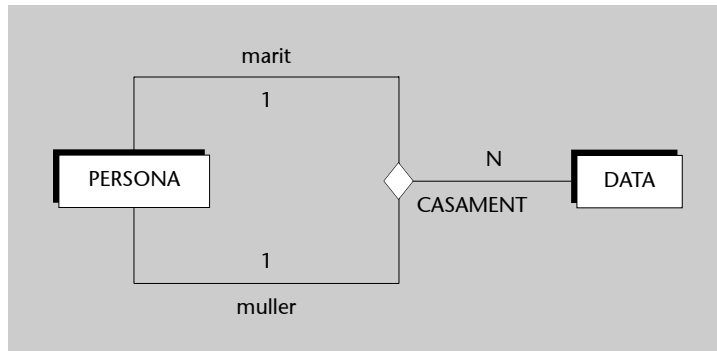 marit
1
PERSONA
N
DATA
CASAMENT
1
muller